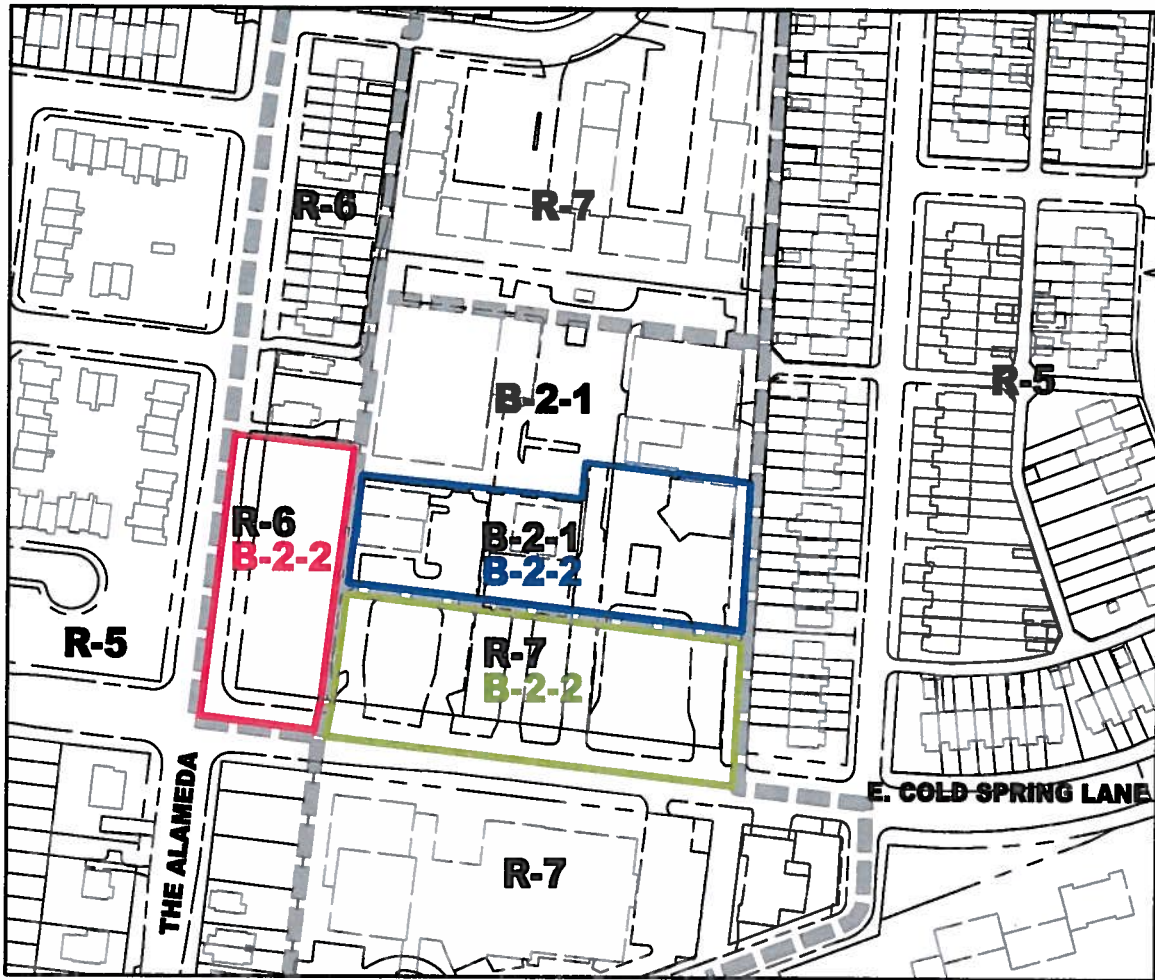 R-6
R-7
R-5
B-2-1
R-6
B-2-2
B-2-1
B-2-2
R-5
R-7
B-2-2
THE ALAMEDA
E. COLD SPRING LANE
R-7